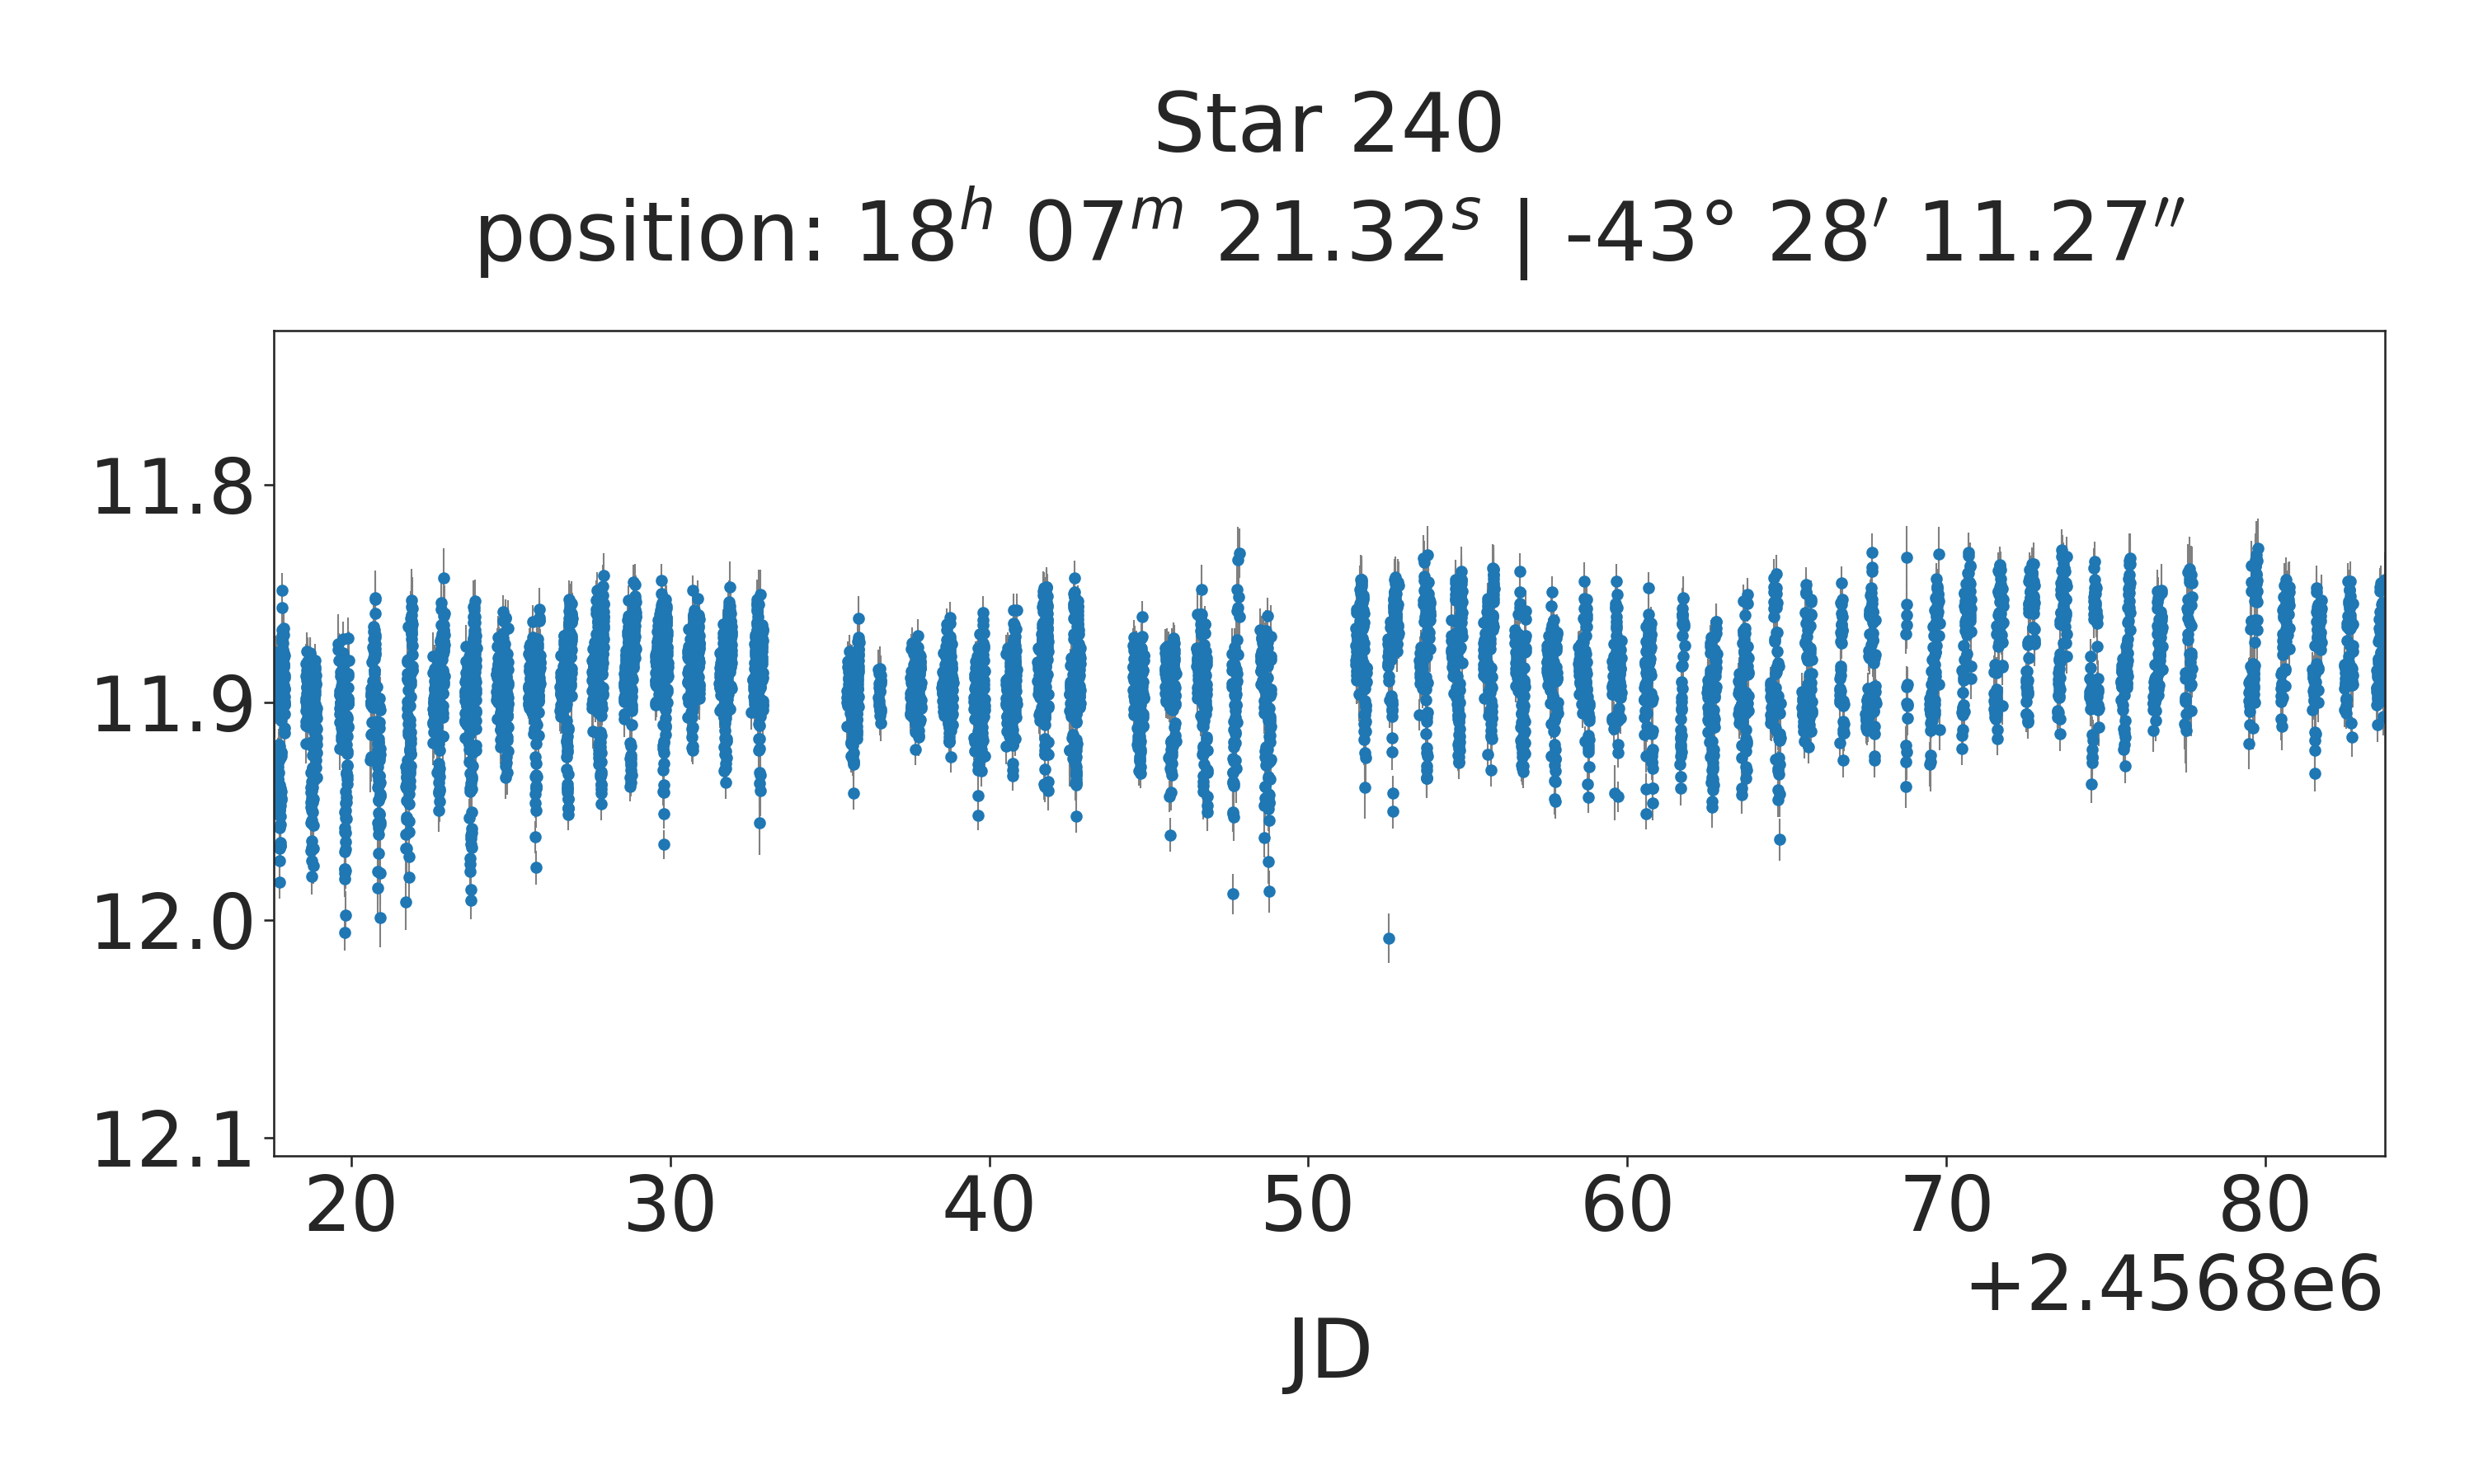 Star 240
position: 18ʰ 07ᵐ 21.32ˢ | -43° 28′ 11.27″
11.8
11.9
12.0
12.1
20 30 40 50 60 70 80
+2.4568e6
JD